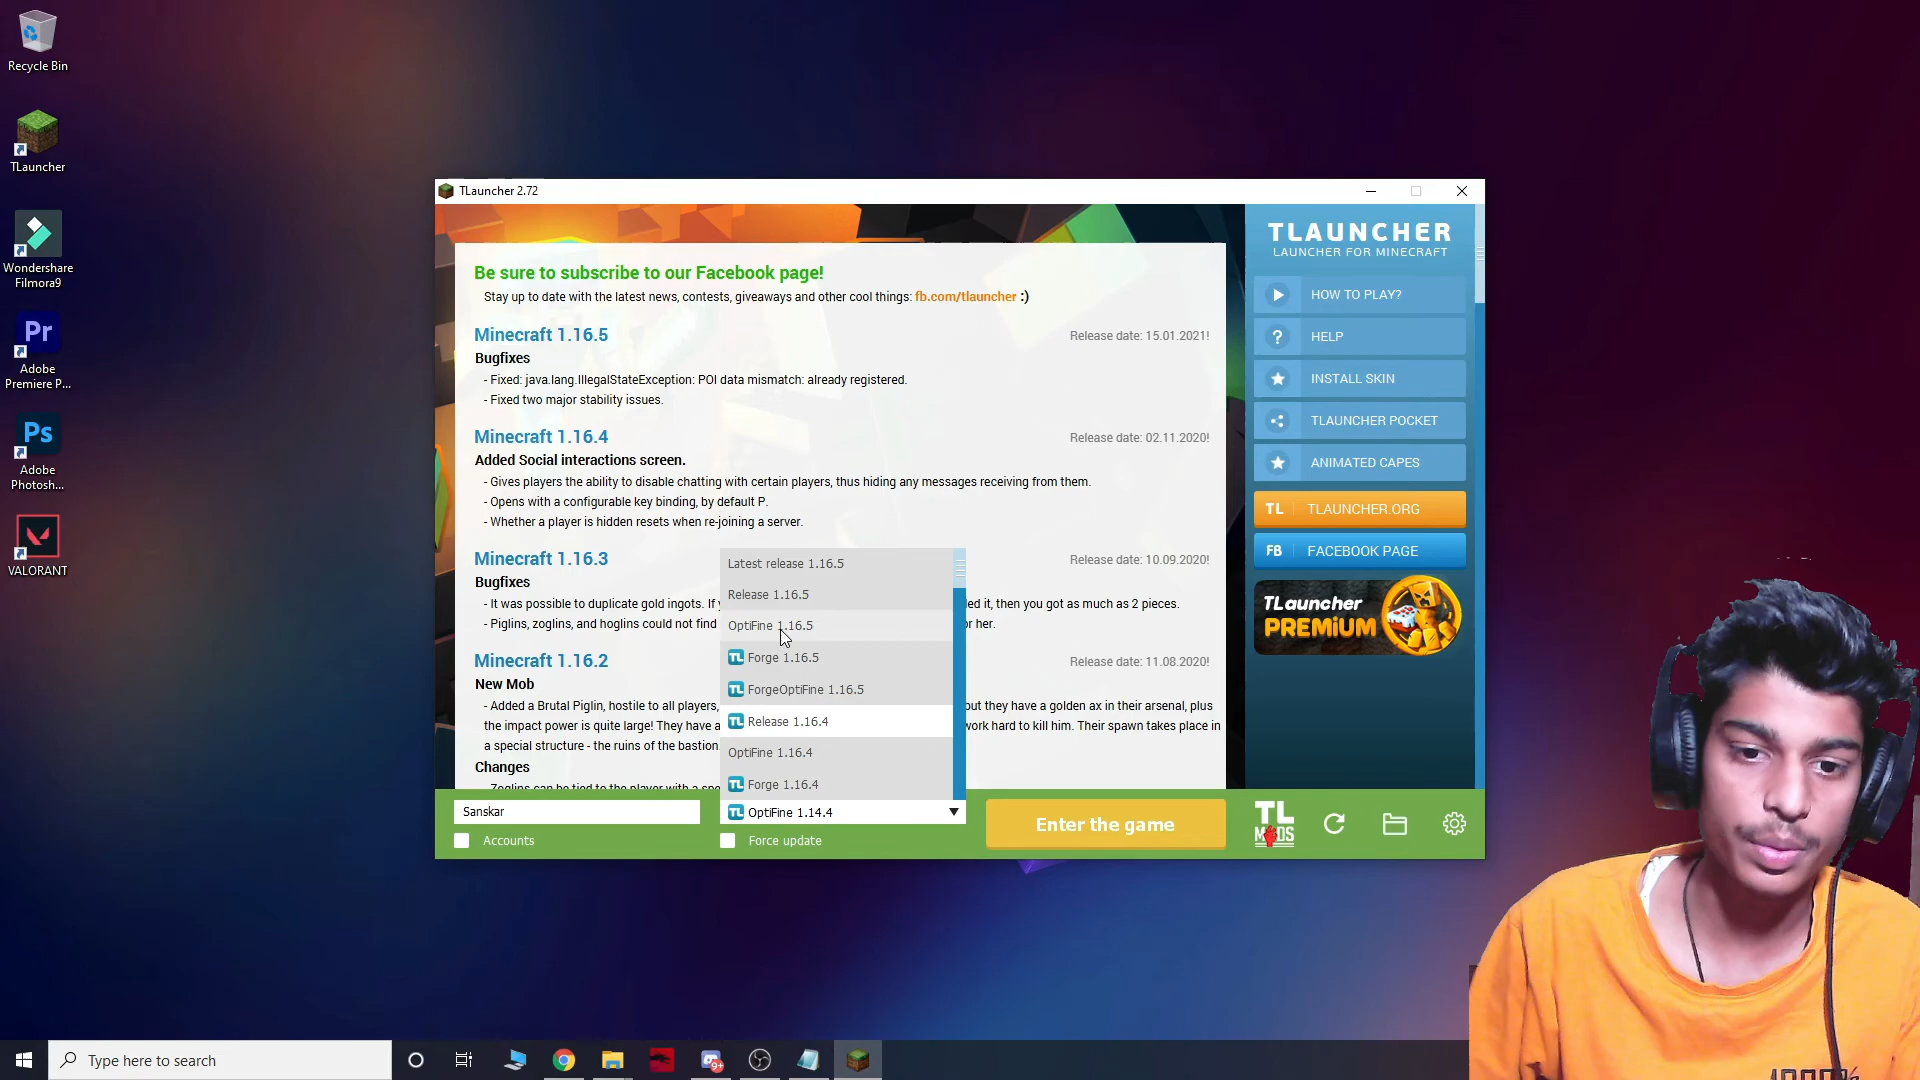 Recycle Bin
TLauncher
Wondershare
Filmora9
Pr
Adobe
Premiere P...
Ps
Adobe
Photosh...
VALORANT
TLauncher 2.72
Be sure to subscribe to our Facebook page!
Stay up to date with the latest news, contests, giveaways and other cool things: fb.com/tlauncher :)
Minecraft 1.16.5
Release date: 15.01.2021!
Bugfixes
- Fixed: java.lang.IllegalStateException: POI data mismatch: already registered.
- Fixed two major stability issues.
Minecraft 1.16.4
Release date: 02.11.2020!
Added Social interactions screen.
- Gives players the ability to disable chatting with certain players, thus hiding any messages receiving from them.
- Opens with a configurable key binding, by default P.
- Whether a player is hidden resets when re-joining a server.
Minecraft 1.16.3
Release date: 10.09.2020!
Bugfixes
- It was possible to duplicate gold ingots. If ed it, then you got as much as 2 pieces.
- Piglins, zoglins, and hoglins could not find or her.
Minecraft 1.16.2
Release date: 11.08.2020!
New Mob
- Added a Brutal Piglin, hostile to all players, but they have a golden ax in their arsenal, plus
the impact power is quite large! They have a work hard to kill him. Their spawn takes place in
a special structure - the ruins of the bastion.
Changes
Latest release 1.16.5
Release 1.16.5
OptiFine 1.16.5
TL Forge 1.16.5
TL ForgeOptiFine 1.16.5
TL Release 1.16.4
OptiFine 1.16.4
TL Forge 1.16.4
TL OptiFine 1.14.4
Sanskar
Accounts
Force update
Enter the game
TL
MODS
TLAUNCHER
LAUNCHER FOR MINECRAFT
HOW TO PLAY?
? HELP
INSTALL SKIN
TLAUNCHER POCKET
ANIMATED CAPES
TL TLAUNCHER.ORG
FB FACEBOOK PAGE
TLauncher
PREMiUM
Type here to search
9+